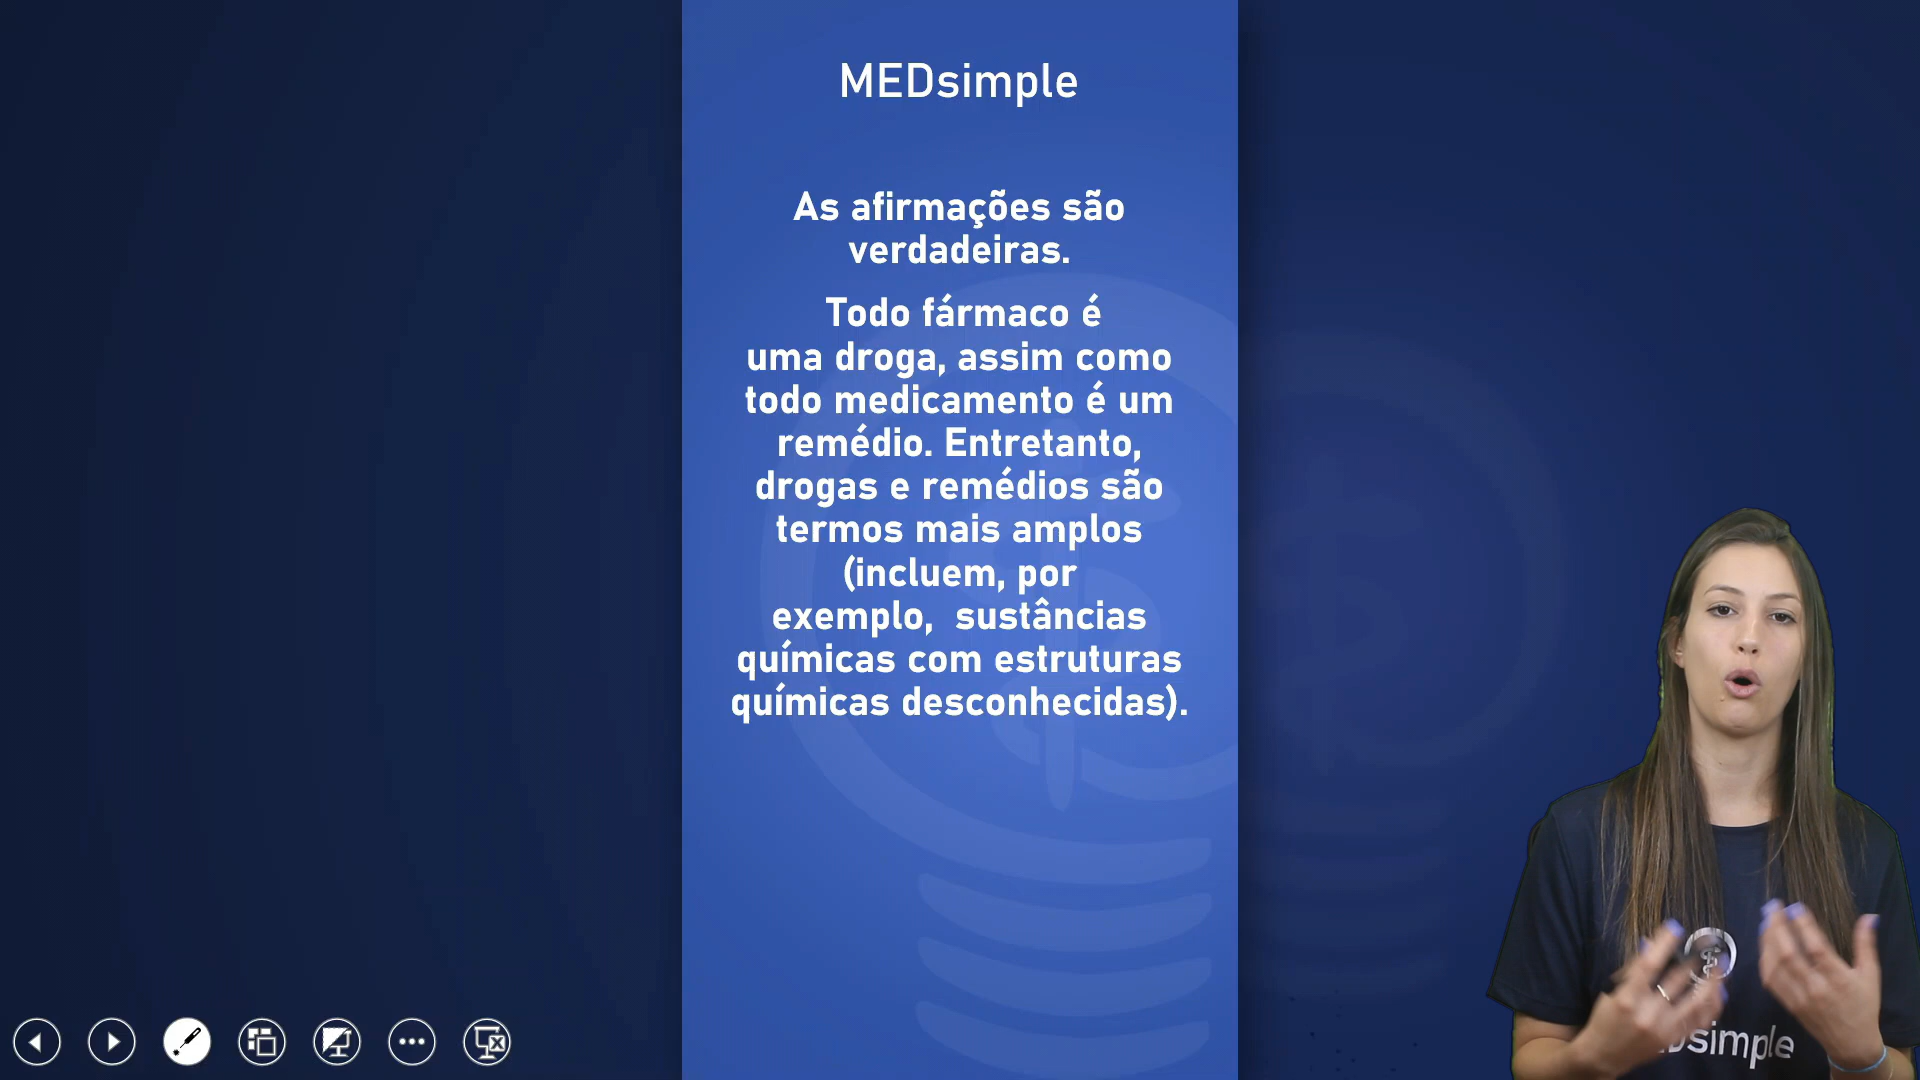 MEDsimple
As afirmações são
verdadeiras.
Todo fármaco é
uma droga, assim como
todo medicamento é um
remédio. Entretanto,
drogas e remédios são
termos mais amplos
(incluem, por
exemplo, sustâncias
químicas com estruturas
químicas desconhecidas).
simple